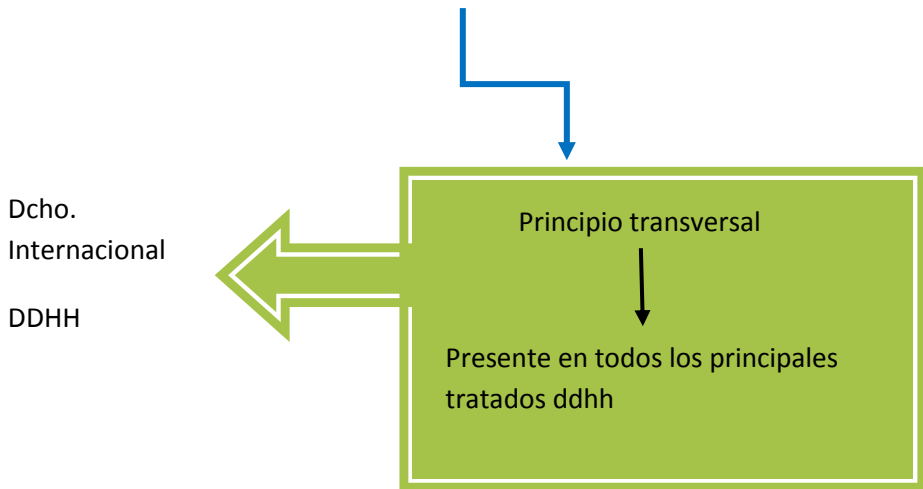 Dcho.
Internacional
DDHH
Principio transversal
Presente en todos los principales
tratados ddhh